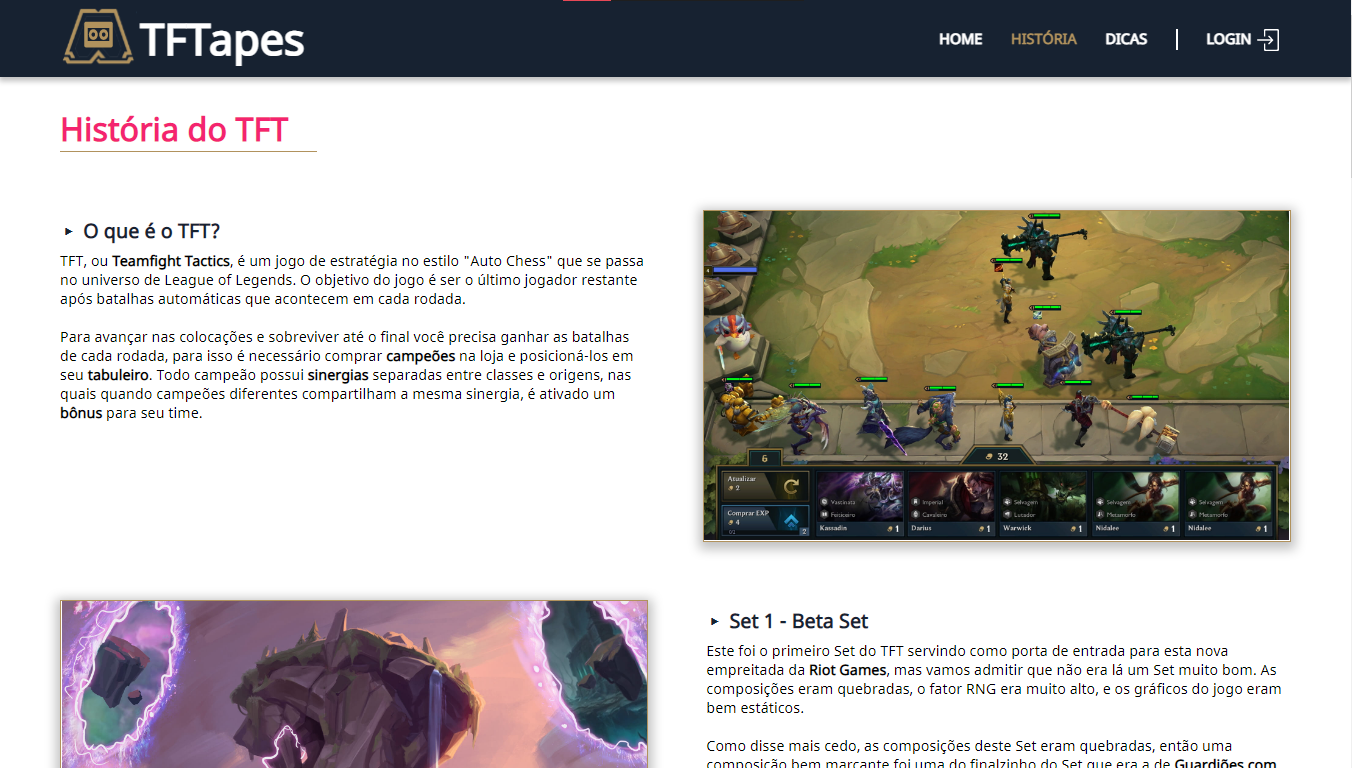 TFTapes
HOME
HISTÓRIA
DICAS
LOGIN
História do TFT
O que é o TFT?
TFT, ou Teamfight Tactics, é um jogo de estratégia no estilo "Auto Chess" que se passa
no universo de League of Legends. O objetivo do jogo é ser o último jogador restante
após batalhas automáticas que acontecem em cada rodada.
Para avançar nas colocações e sobreviver até o final você precisa ganhar as batalhas
de cada rodada, para isso é necessário comprar campeões na loja e posicioná-los em
seu tabuleiro. Todo campeão possui sinergias separadas entre classes e origens, nas
quais quando campeões diferentes compartilham a mesma sinergia, é ativado um
bônus para seu time.
6
32
Atualizar
2
Comprar EXP
4
2
Vastinata
Feiticeiro
Kassadin
1
Imperial
Cavaleiro
Darius
1
Selvagem
Lutador
Warwick
1
Selvagem
Metamorfo
Nidalee
1
Selvagem
Metamorfo
Nidalee
1
Set 1 - Beta Set
Este foi o primeiro Set do TFT servindo como porta de entrada para esta nova
empreitada da Riot Games, mas vamos admitir que não era lá um Set muito bom. As
composições eram quebradas, o fator RNG era muito alto, e os gráficos do jogo eram
bem estáticos.
Como disse mais cedo, as composições deste Set eram quebradas, então uma
composição bem marcante foi uma do finalzinho do Set que era a de Guardiões com